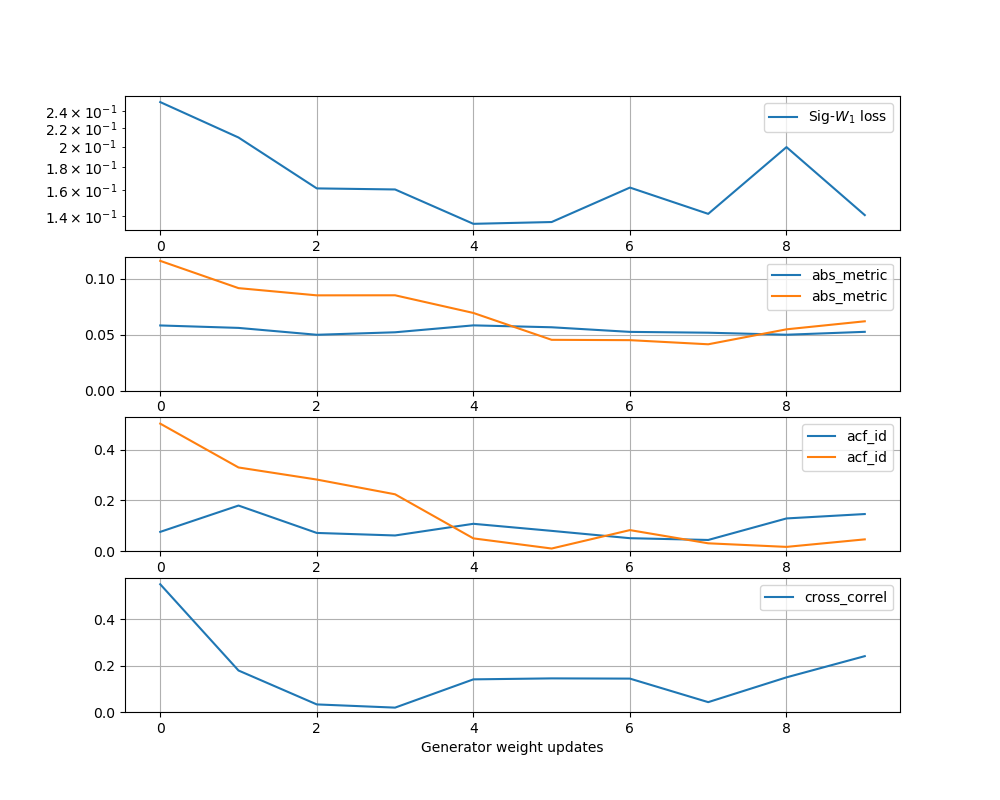 2.4 × 10⁻¹
2.2 × 10⁻¹
2 × 10⁻¹
1.8 × 10⁻¹
1.6 × 10⁻¹
1.4 × 10⁻¹
Sig-W₁ loss
0 2 4 6 8
0.10
0.05
0.00
abs_metric
abs_metric
0 2 4 6 8
0.4
0.2
0.0
acf_id
acf_id
0 2 4 6 8
0.4
0.2
0.0
cross_correl
0 2 4 6 8
Generator weight updates